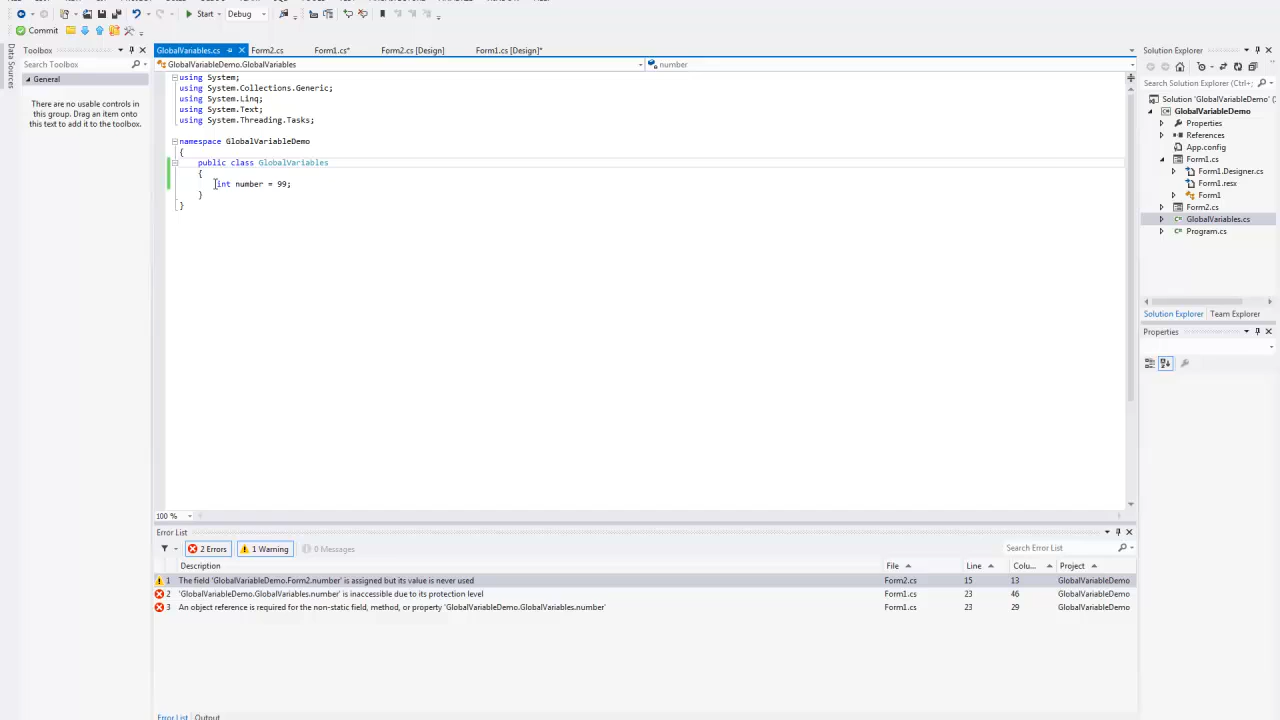 Commit
Start
Debug
Data Sources
Toolbox
Search Toolbox
General
There are no usable controls in
this group. Drag an item onto
this text to add it to the toolbox.
GlobalVariables.cs
Form2.cs
Form1.cs*
Form2.cs [Design]
Form1.cs [Design]*
GlobalVariableDemo.GlobalVariables
number
using System;
using System.Collections.Generic;
using System.Linq;
using System.Text;
using System.Threading.Tasks;
namespace GlobalVariableDemo
{
public class GlobalVariables
{
int number = 99;
}
}
100 %
Solution Explorer
Search Solution Explorer (Ctrl+;
Solution 'GlobalVariableDemo' (1
GlobalVariableDemo
Properties
References
App.config
Form1.cs
Form1.Designer.cs
Form1.resx
Form1
Form2.cs
GlobalVariables.cs
Program.cs
Solution Explorer
Team Explorer
Properties
Error List
2 Errors
1 Warning
0 Messages
Search Error List
Description File Line Colu... Project
1 The field 'GlobalVariableDemo.Form2.number' is assigned but its value is never used Form2.cs 15 13 GlobalVariableDemo
2 'GlobalVariableDemo.GlobalVariables.number' is inaccessible due to its protection level Form1.cs 23 46 GlobalVariableDemo
3 An object reference is required for the non-static field, method, or property 'GlobalVariableDemo.GlobalVariables.number' Form1.cs 23 29 GlobalVariableDemo
Error List
Output